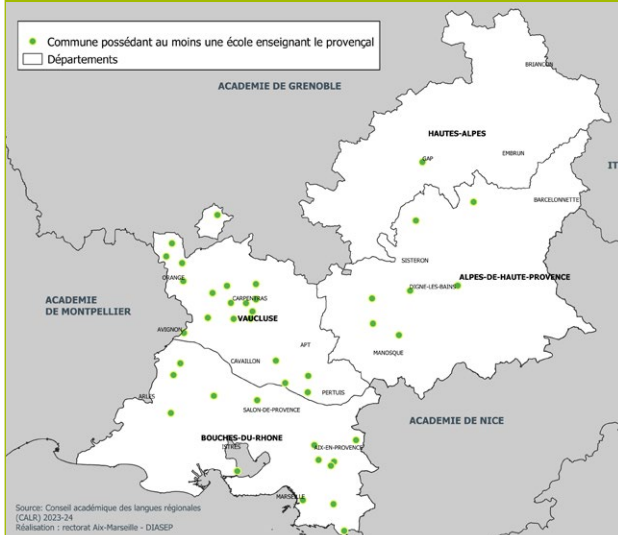 Commune possédant au moins une école enseignant le provençal
Départements
BRIANCON
ACADEMIE DE GRENOBLE
HAUTES-ALPES
EMBRUN
GAP
IT
BARCELONNETTE
SISTERON
ORANGE
ALPES-DE-HAUTE-PROVENCE
DIGNE-LES-BAINS
ACADEMIE
DE MONTPELLIER
CARPENTRAS
VAUCLUSE
AVIGNON
APT
MANOSQUE
CAVAILLON
PERTUIS
ARLES
SALON-DE-PROVENCE
ACADEMIE DE NICE
BOUCHES-DU-RHONE
ISTRES
AIX-EN-PROVENCE
MARSEILLE
Source: Conseil académique des langues régionales
(CALR) 2023-24
Réalisation : rectorat Aix-Marseille - DIASEP